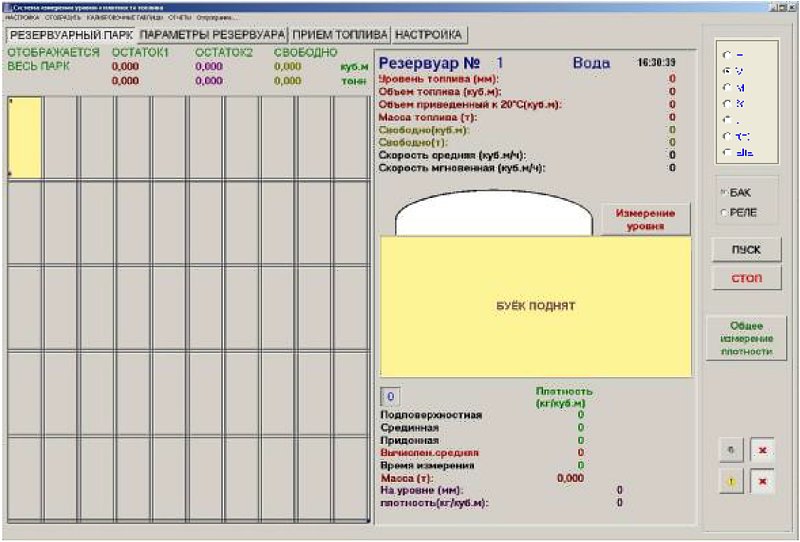 Система измерения уровня и плотности топлива
НАСТРОЙКА ОТОБРАЗИТЬ КАЛИБРОВОЧНЫЕ ТАБЛИЦЫ ОТЧЕТЫ
РЕЗЕРВУАРНЫЙ ПАРК ПАРАМЕТРЫ РЕЗЕРВУАРА ПРИЕМ ТОПЛИВА НАСТРОЙКА
ОТОБРАЖАЕТСЯ ОСТАТОК1 ОСТАТОК2 СВОБОДНО
ВЕСЬ ПАРК 0,000 0,000 0,000 куб.м
0,000 0,000 0,000 тонн
Резервуар № 1 Вода 16:30:39
Уровень топлива (мм): 0
Объем топлива (куб.м): 0
Объем приведенный к 20°С(куб.м): 0
Масса топлива (т): 0
Свободно(куб.м): 0
Свободно(т): 0
Скорость средняя (куб.м/ч): 0
Скорость мгновенная (куб.м/ч): 0
Измерение
уровня
БУЁК ПОДНЯТ
0 Плотность
(кг/куб.м)
Подповерхностная 0
Срединная 0
Придонная 0
Вычислен.средняя 0
Время измерения 0
Масса (т): 0,000
На уровне (мм): 0
плотность(кг/куб.м): 0
БАК
РЕЛЕ
ПУСК
СТОП
Общее
измерение
плотности